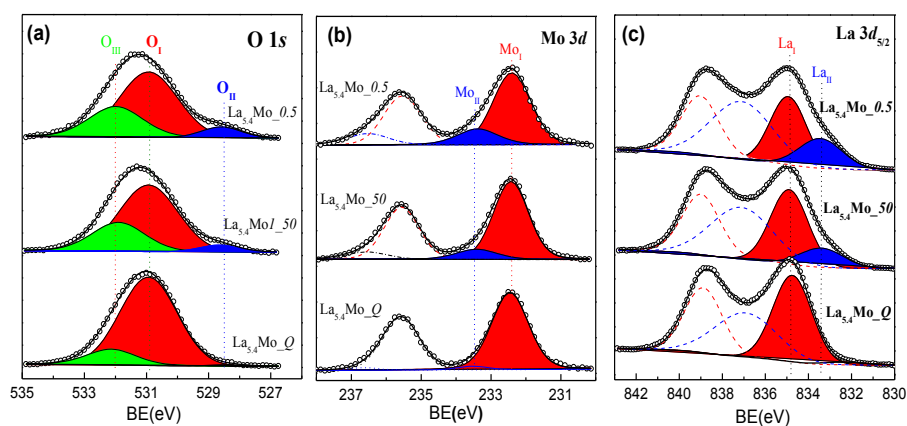 (a)
O 1s
O_III
O_I
O_II
La_5.4Mo_0.5
La_5.4Mo1_50
La_5.4Mo_Q
535 533 531 529 527
BE(eV)
(b)
Mo 3d
Mo_I
Mo_II
La_5.4Mo_0.5
La_5.4Mo_50
La_5.4Mo_Q
237 235 233 231
BE(eV)
(c)
La 3d_5/2
La_I
La_II
La_5.4Mo_0.5
La_5.4Mo_50
La_5.4Mo_Q
842 840 838 836 834 832 830
BE(eV)